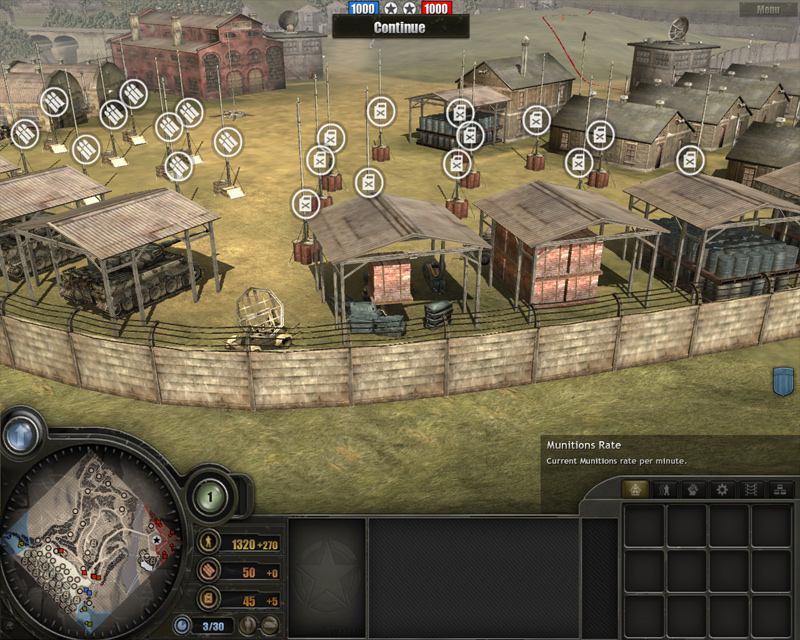 1000 1000
Menu
Continue
Munitions Rate
Current Munitions rate per minute.
1
1320 +270
50 +0
45 +5
3/30